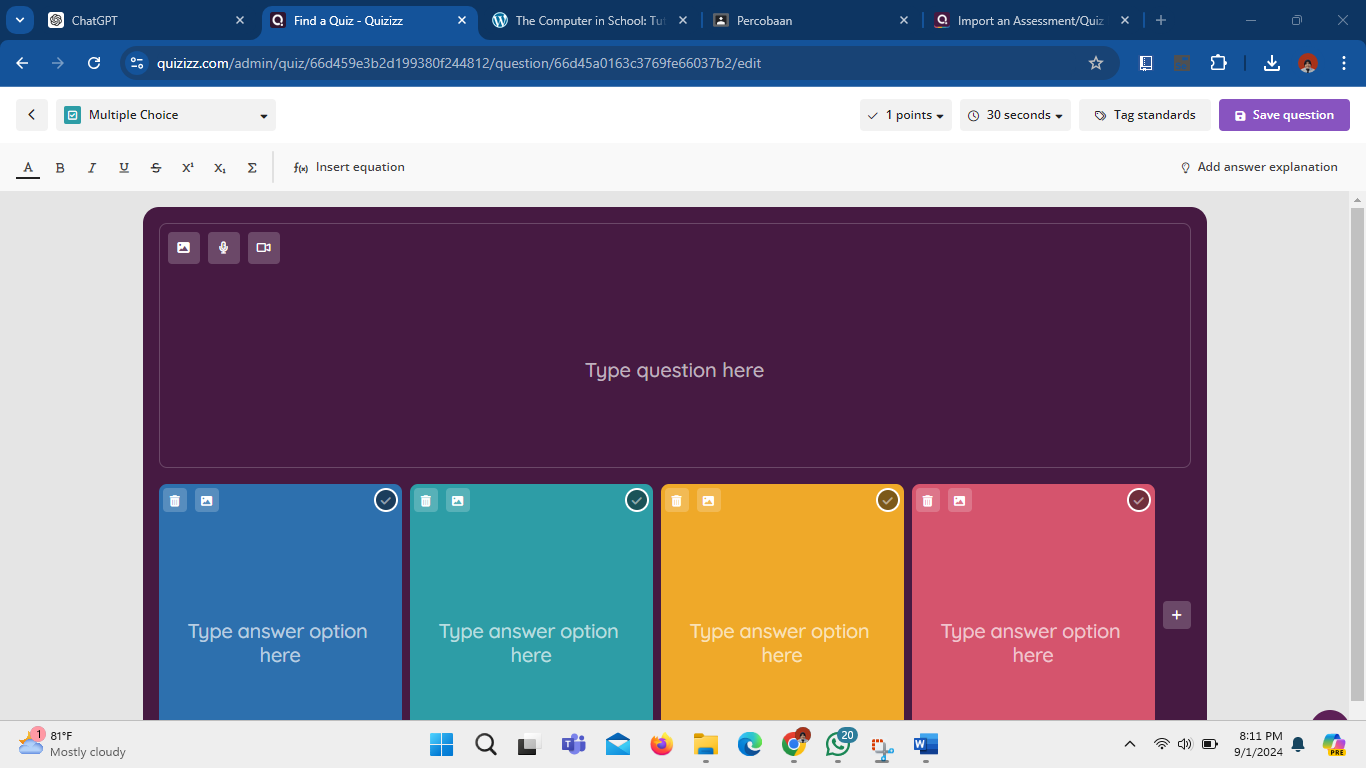 ChatGPT
Find a Quiz - Quizizz
The Computer in School: Tut
Percobaan
Import an Assessment/Quiz
quizizz.com/admin/quiz/66d459e3b2d199380f244812/question/66d45a0163c3769fe66037b2/edit
Multiple Choice
1 points
30 seconds
Tag standards
Save question
A B I U S X¹ X₁ Σ
f(x) Insert equation
Add answer explanation
Type question here
Type answer option
here
Type answer option
here
Type answer option
here
Type answer option
here
1
81°F
Mostly cloudy
20
PRE
8:11 PM
9/1/2024